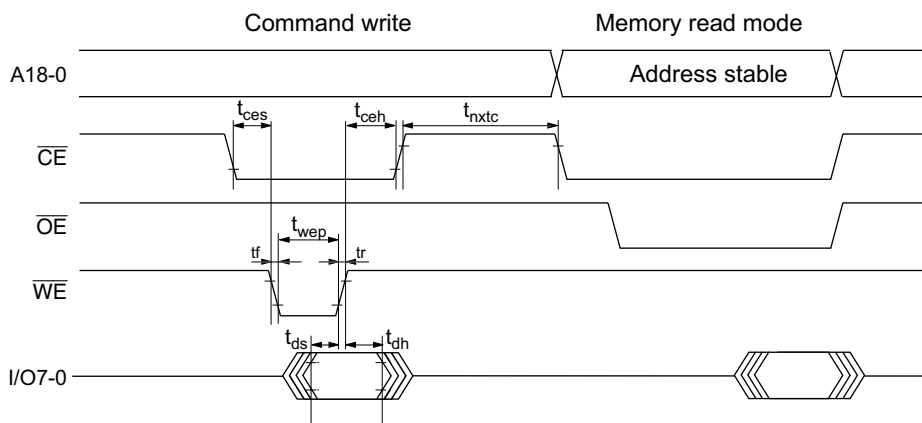 Command write
Memory read mode
A18-0
Address stable
tces
tceh
tnxtc
CE
OE
twep
tf
tr
WE
tds
tdh
I/O7-0